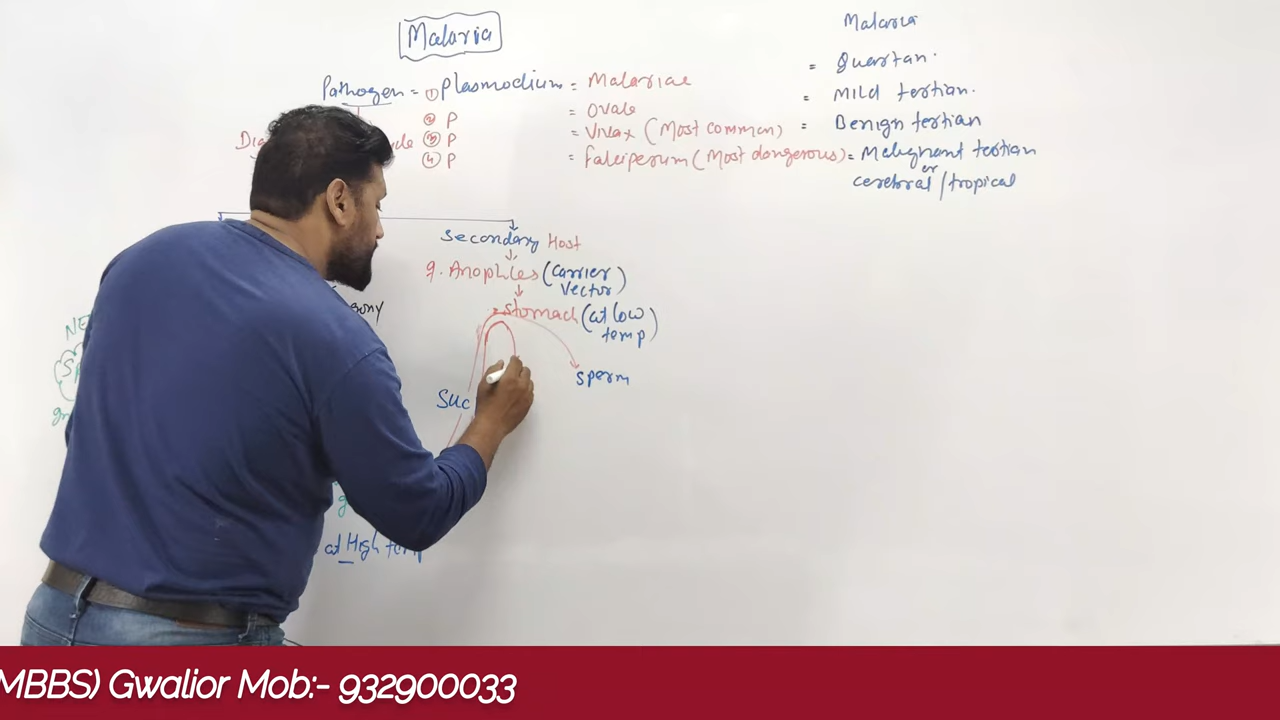 Malaria
Malaria
Pathogen = ① Plasmodium = Malariae = Quartan.
② P = Ovale = Mild tertian.
③ P = Vivax (Most common) = Benign tertian
④ P = Falciperum (Most dangerous) = Malignant tertian
or
cerebral / tropical
Secondary Host
♀. Anophiles (carrier
vector)
stomach (at low
temp)
sperm
suc
at High temp
(MBBS) Gwalior Mob:- 932900033